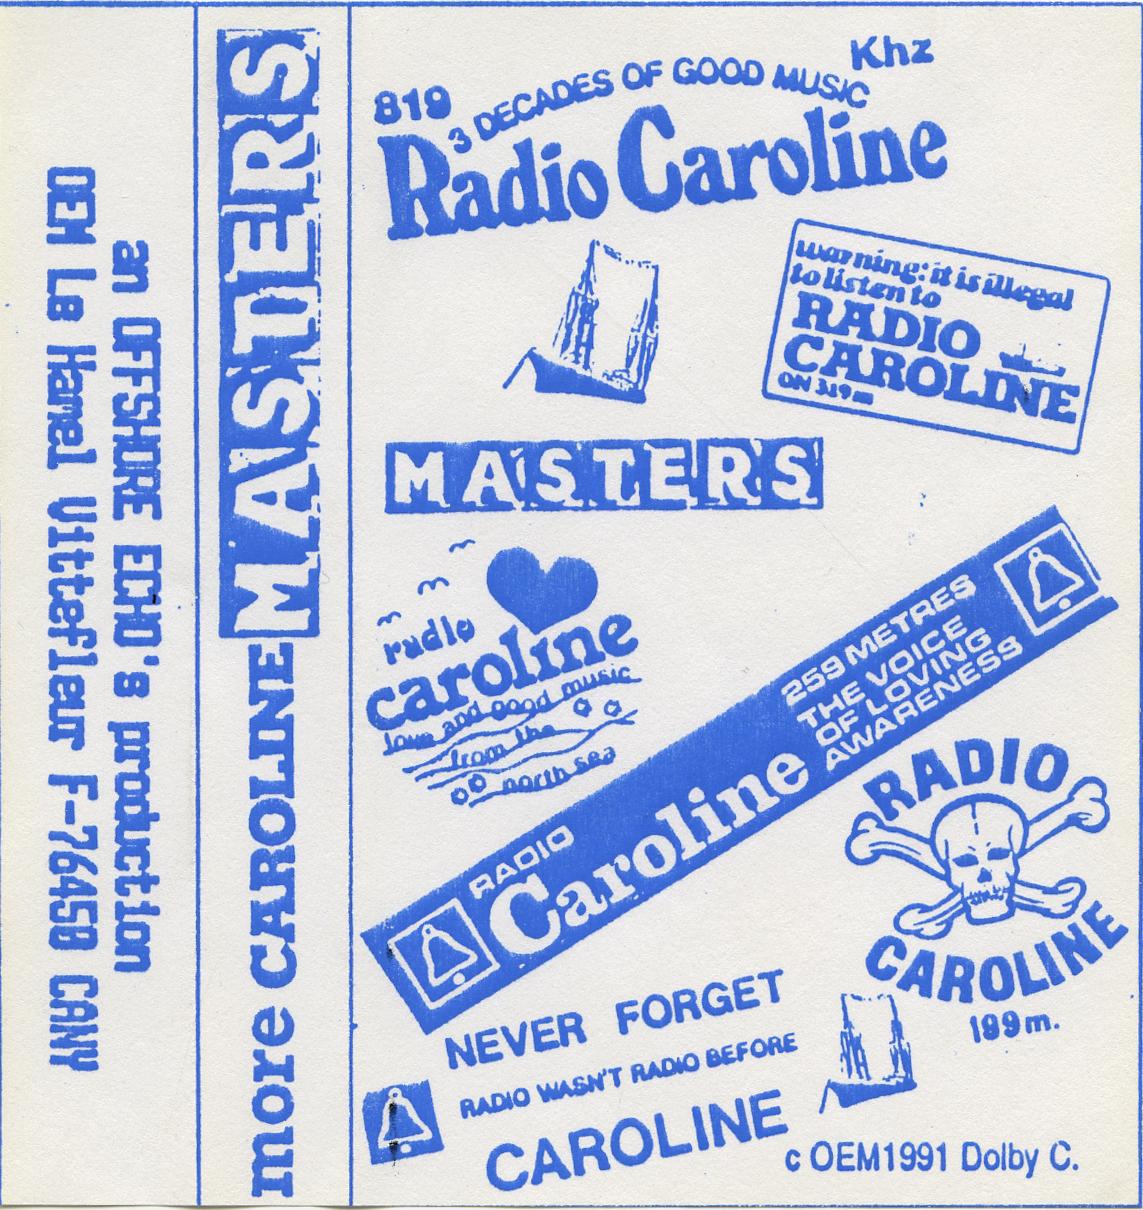 an OFFSHORE ECHO's production
OEM Le Hamel Vittefleur F-76450 CANY
more CAROLINE MASTERS
819 Khz
3 DECADES OF GOOD MUSIC
Radio Caroline
warning: it is illegal
to listen to
RADIO
CAROLINE
ON 319m
MASTERS
radio
caroline
love and good music
from the
north sea
259 METRES
THE VOICE
OF LOVING
AWARENESS
RADIO
Caroline
RADIO
CAROLINE
199m.
NEVER FORGET
RADIO WASN'T RADIO BEFORE
CAROLINE
c OEM1991 Dolby C.